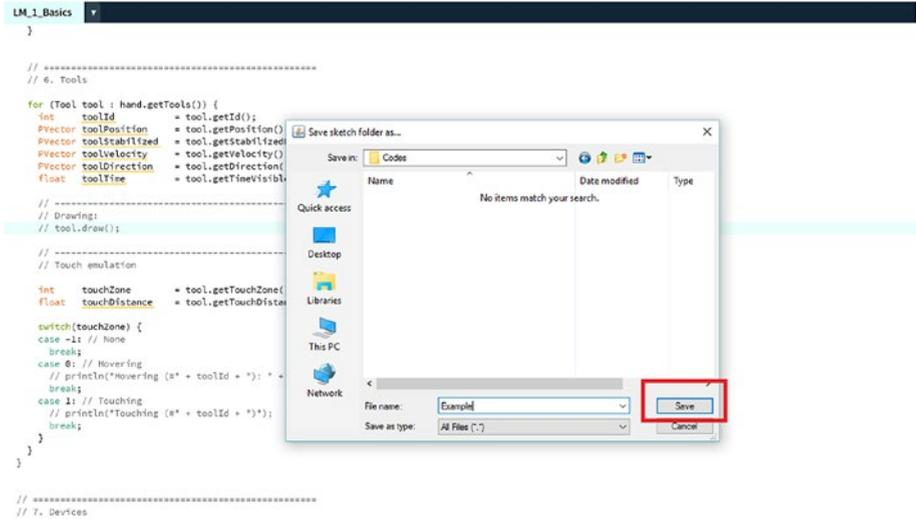 LM_1_Basics
}
// ==================================================
// 6. Tools
for (Tool tool : hand.getTools()) {
int toolId = tool.getId();
PVector toolPosition = tool.getPosition()
PVector toolStabilized = tool.getStabilized
PVector toolVelocity = tool.getVelocity()
PVector toolDirection = tool.getDirection(
float toolTime = tool.getTimeVisibl
// --------------------------------------------------
// Drawing:
// tool.draw();
// --------------------------------------------------
// Touch emulation
int touchZone = tool.getTouchZone(
float touchDistance = tool.getTouchDista
switch(touchZone) {
case -1: // None
break;
case 0: // Hovering
// println("Hovering (#" + toolId + "): " +
break;
case 1: // Touching
// println("Touching (#" + toolId + ")");
break;
}
}
}
// ==================================================
// 7. Devices
Save sketch folder as...
Save in: Codes
Name Date modified Type
No items match your search.
Quick access
Desktop
Libraries
This PC
Network
File name: Example
Save
Save as type: All Files (*.*)
Cancel